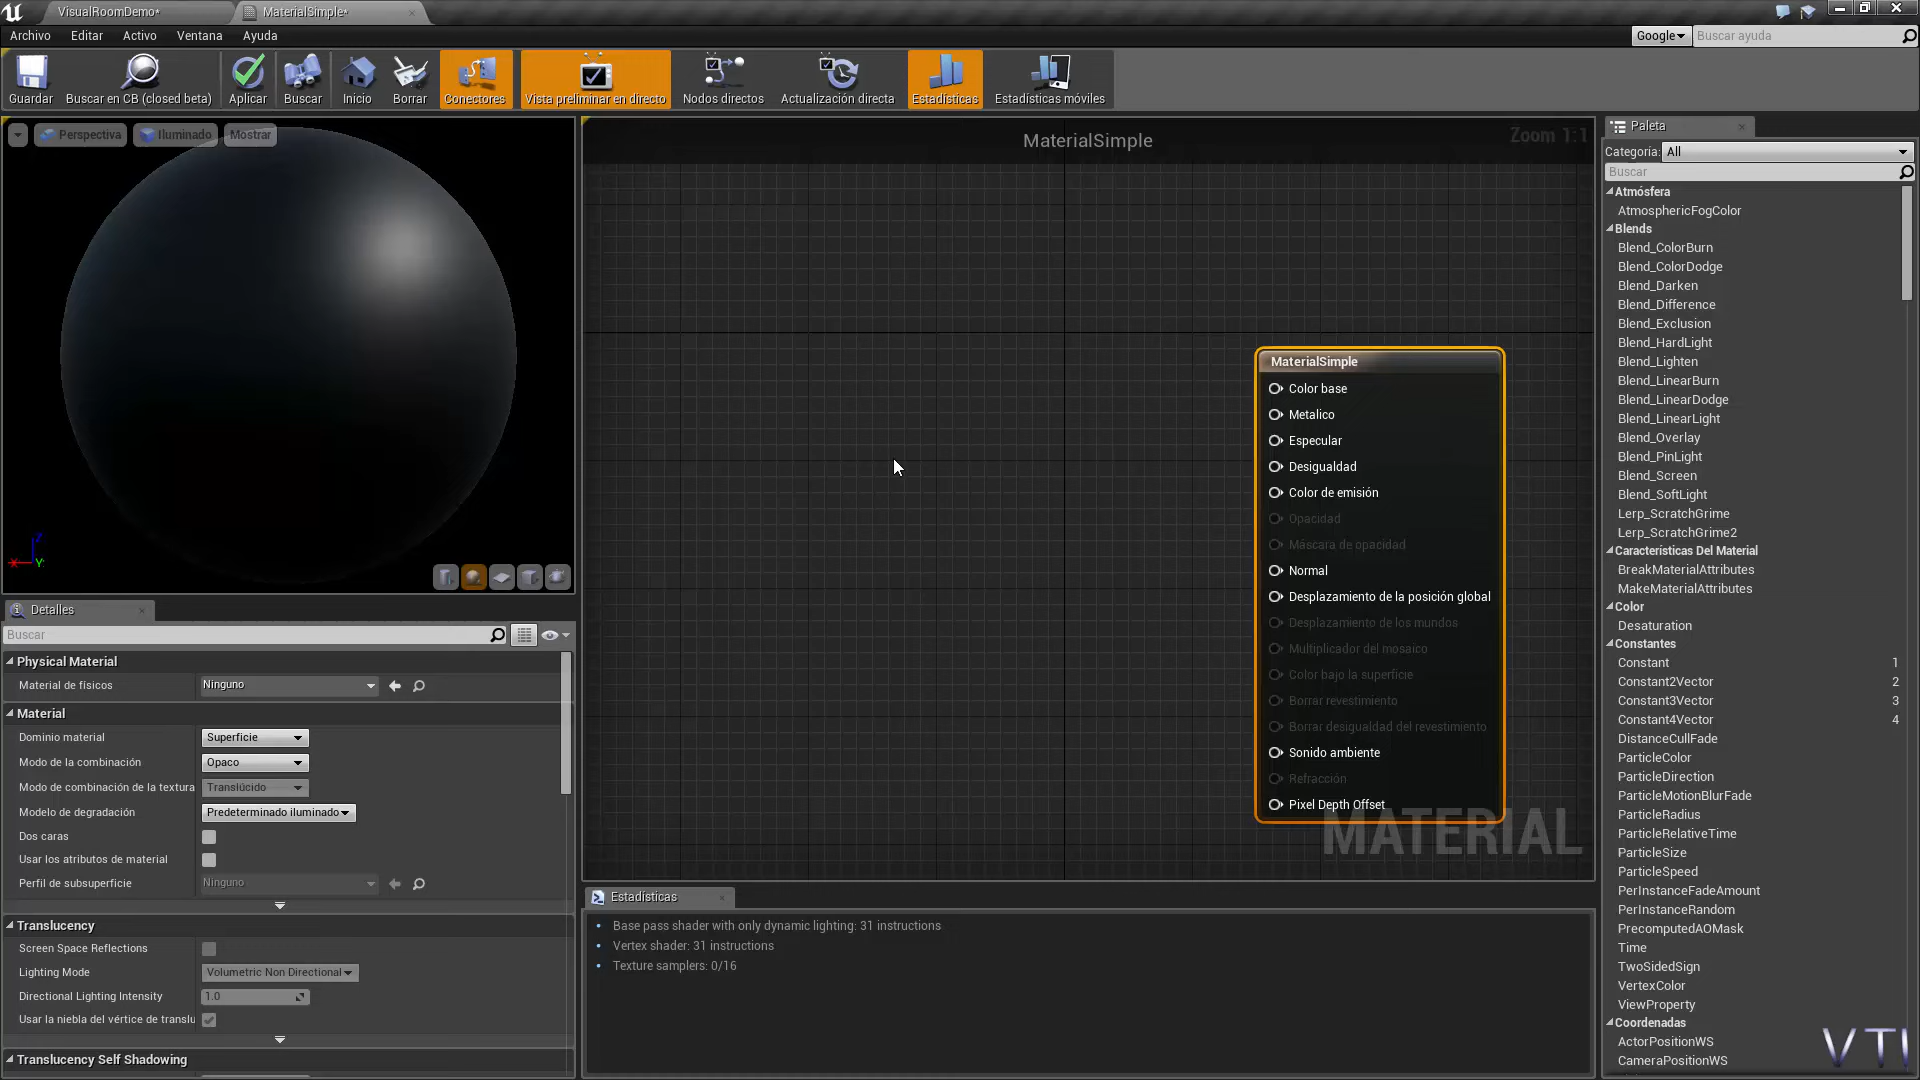 VisualRoomDemo*
MaterialSimple*
Archivo Editar Activo Ventana Ayuda
Google Buscar ayuda
Guardar Buscar en CB (closed beta) Aplicar Buscar Inicio Borrar Conectores Vista preliminar en directo Nodos directos Actualización directa Estadísticas Estadísticas móviles
Perspectiva Iluminado Mostrar
MaterialSimple
Zoom 1:1
MaterialSimple
Color base
Metalico
Especular
Desigualdad
Color de emisión
Opacidad
Máscara de opacidad
Normal
Desplazamiento de la posición global
Desplazamiento de los mundos
Multiplicador del mosaico
Color bajo la superficie
Borrar revestimiento
Borrar desigualdad del revestimiento
Sonido ambiente
Refracción
Pixel Depth Offset
MATERIAL
Z
X
Y
Detalles
Buscar
Physical Material
Material de físicos Ninguno
Material
Dominio material Superficie
Modo de la combinación Opaco
Modo de combinación de la textura Translúcido
Modelo de degradación Predeterminado iluminado
Dos caras
Usar los atributos de material
Perfil de subsuperficie Ninguno
Translucency
Screen Space Reflections
Lighting Mode Volumetric Non Directional
Directional Lighting Intensity 1.0
Usar la niebla del vértice de translu
Translucency Self Shadowing
Estadísticas
Base pass shader with only dynamic lighting: 31 instructions
Vertex shader: 31 instructions
Texture samplers: 0/16
Paleta
Categoría: All
Buscar
Atmósfera
AtmosphericFogColor
Blends
Blend_ColorBurn
Blend_ColorDodge
Blend_Darken
Blend_Difference
Blend_Exclusion
Blend_HardLight
Blend_Lighten
Blend_LinearBurn
Blend_LinearDodge
Blend_LinearLight
Blend_Overlay
Blend_PinLight
Blend_Screen
Blend_SoftLight
Lerp_ScratchGrime
Lerp_ScratchGrime2
Características Del Material
BreakMaterialAttributes
MakeMaterialAttributes
Color
Desaturation
Constantes
Constant 1
Constant2Vector 2
Constant3Vector 3
Constant4Vector 4
DistanceCullFade
ParticleColor
ParticleDirection
ParticleMotionBlurFade
ParticleRadius
ParticleRelativeTime
ParticleSize
ParticleSpeed
PerInstanceFadeAmount
PerInstanceRandom
PrecomputedAOMask
Time
TwoSidedSign
VertexColor
ViewProperty
Coordenadas
ActorPositionWS
CameraPositionWS
VTI